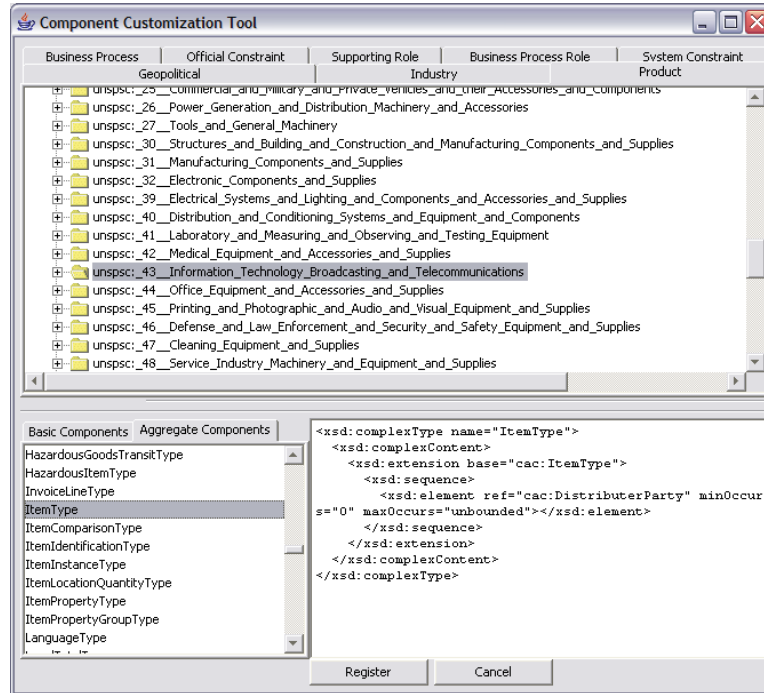 Component Customization Tool
Business Process Official Constraint Supporting Role Business Process Role System Constraint
Geopolitical Industry Product
unspsc:_25__Commercial_and_Military_and_Private_Vehicles_and_their_Accessories_and_Components
unspsc:_26__Power_Generation_and_Distribution_Machinery_and_Accessories
unspsc:_27__Tools_and_General_Machinery
unspsc:_30__Structures_and_Building_and_Construction_and_Manufacturing_Components_and_Supplies
unspsc:_31__Manufacturing_Components_and_Supplies
unspsc:_32__Electronic_Components_and_Supplies
unspsc:_39__Electrical_Systems_and_Lighting_and_Components_and_Accessories_and_Supplies
unspsc:_40__Distribution_and_Conditioning_Systems_and_Equipment_and_Components
unspsc:_41__Laboratory_and_Measuring_and_Observing_and_Testing_Equipment
unspsc:_42__Medical_Equipment_and_Accessories_and_Supplies
unspsc:_43__Information_Technology_Broadcasting_and_Telecommunications
unspsc:_44__Office_Equipment_and_Accessories_and_Supplies
unspsc:_45__Printing_and_Photographic_and_Audio_and_Visual_Equipment_and_Supplies
unspsc:_46__Defense_and_Law_Enforcement_and_Security_and_Safety_Equipment_and_Supplies
unspsc:_47__Cleaning_Equipment_and_Supplies
unspsc:_48__Service_Industry_Machinery_and_Equipment_and_Supplies
Basic Components Aggregate Components
HazardousGoodsTransitType
HazardousItemType
InvoiceLineType
ItemType
ItemComparisonType
ItemIdentificationType
ItemInstanceType
ItemLocationQuantityType
ItemPropertyType
ItemPropertyGroupType
LanguageType
<xsd:complexType name="ItemType">
<xsd:complexContent>
<xsd:extension base="cac:ItemType">
<xsd:sequence>
<xsd:element ref="cac:DistributerParty" minOccur
s="0" maxOccurs="unbounded"></xsd:element>
</xsd:sequence>
</xsd:extension>
</xsd:complexContent>
</xsd:complexType>
Register Cancel